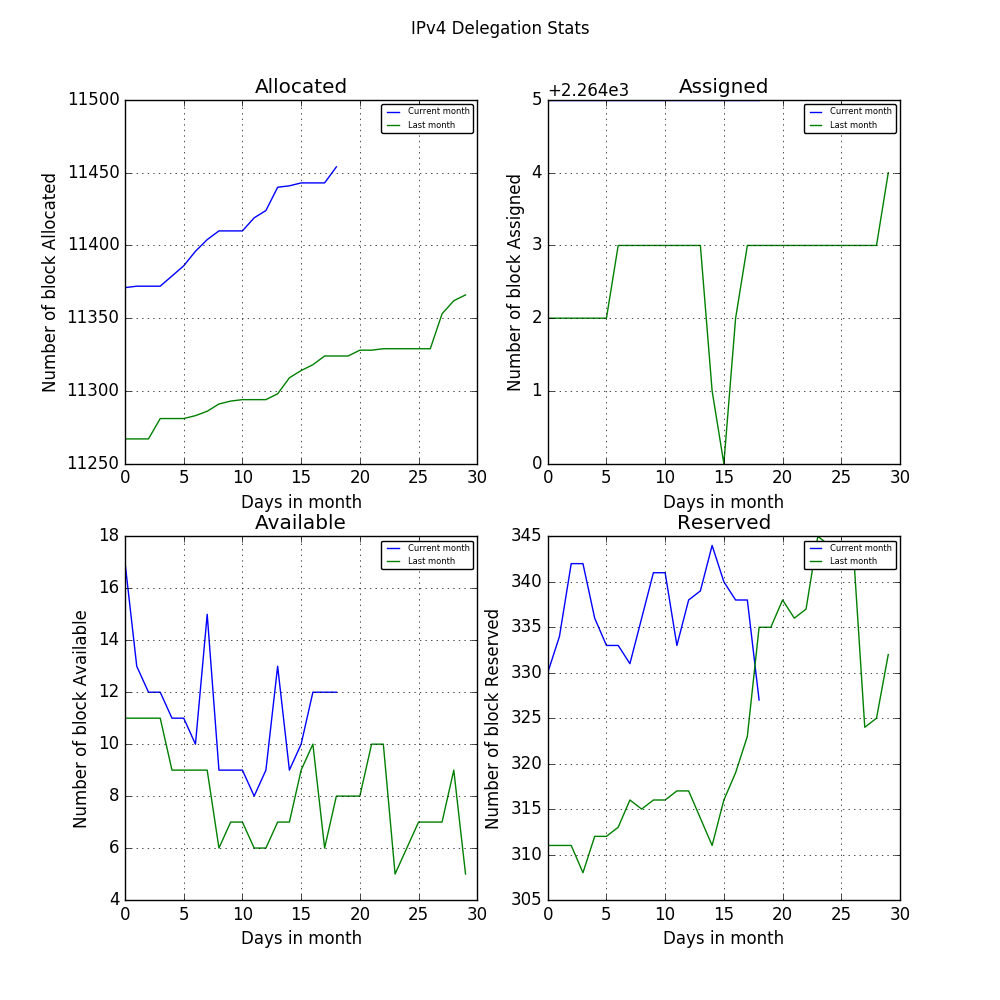 IPv4 Delegation Stats
Allocated
11500
11450
11400
11350
11300
11250
0 5 10 15 20 25 30
Number of block Allocated
Days in month
Current month
Last month
Assigned
+2.264e3
5
4
3
2
1
0
0 5 10 15 20 25 30
Number of block Assigned
Days in month
Current month
Last month
Available
18
16
14
12
10
8
6
4
0 5 10 15 20 25 30
Number of block Available
Days in month
Current month
Last month
Reserved
345
340
335
330
325
320
315
310
305
0 5 10 15 20 25 30
Number of block Reserved
Days in month
Current month
Last month